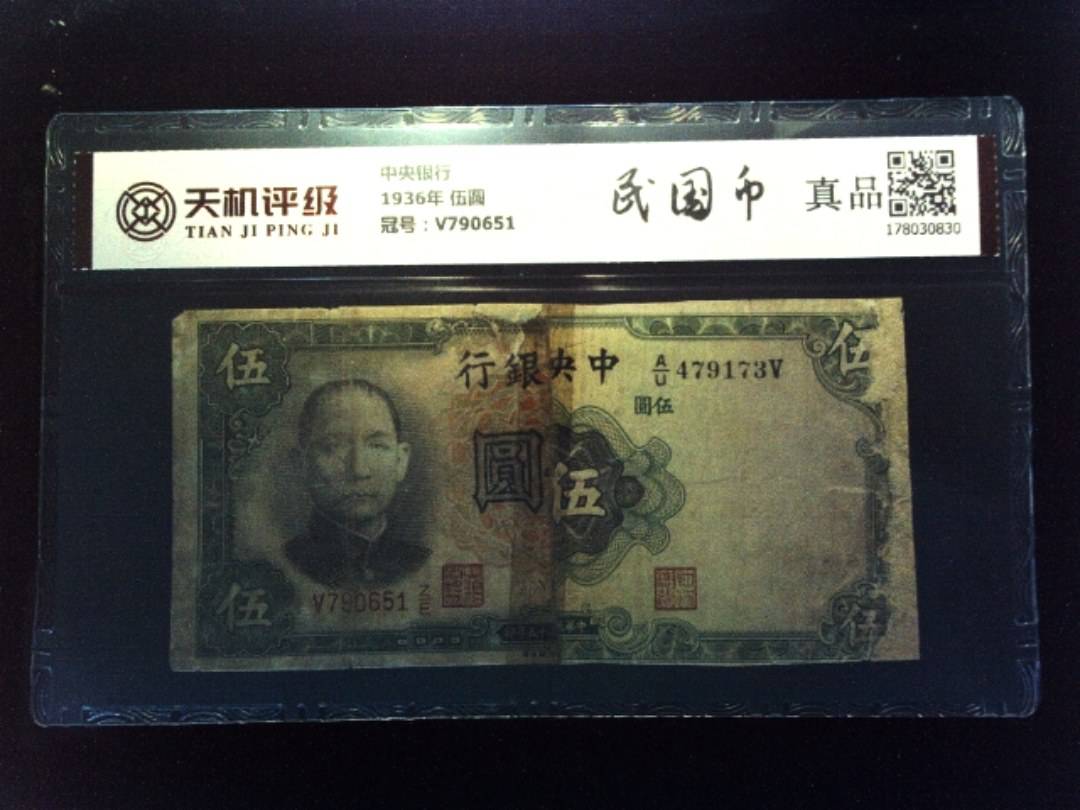 天机评级
TIAN JI PING JI
中央银行
1936年 伍圆
冠号：V790651
民国币
真品
178030830
伍
行銀央中
A/U 479173V
伍
圓伍
圓
伍
伍
V790651 Z/E
伍